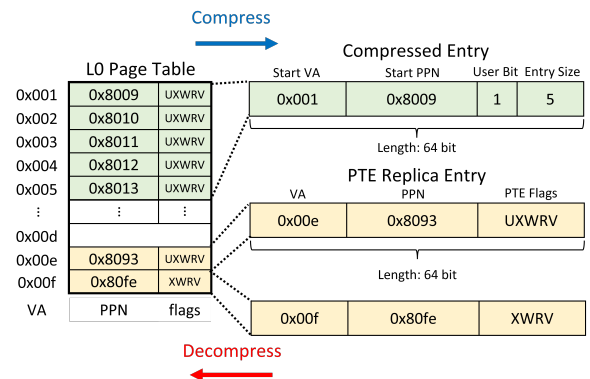 Compress
L0 Page Table
0x001 0x8009 UXWRV
0x002 0x8010 UXWRV
0x003 0x8011 UXWRV
0x004 0x8012 UXWRV
0x005 0x8013 UXWRV
⋮ ⋮ ⋮
0x00d
0x00e 0x8093 UXWRV
0x00f 0x80fe XWRV
VA PPN flags
Compressed Entry
Start VA Start PPN User Bit Entry Size
0x001 0x8009 1 5
Length: 64 bit
PTE Replica Entry
VA PPN PTE Flags
0x00e 0x8093 UXWRV
Length: 64 bit
0x00f 0x80fe XWRV
Decompress